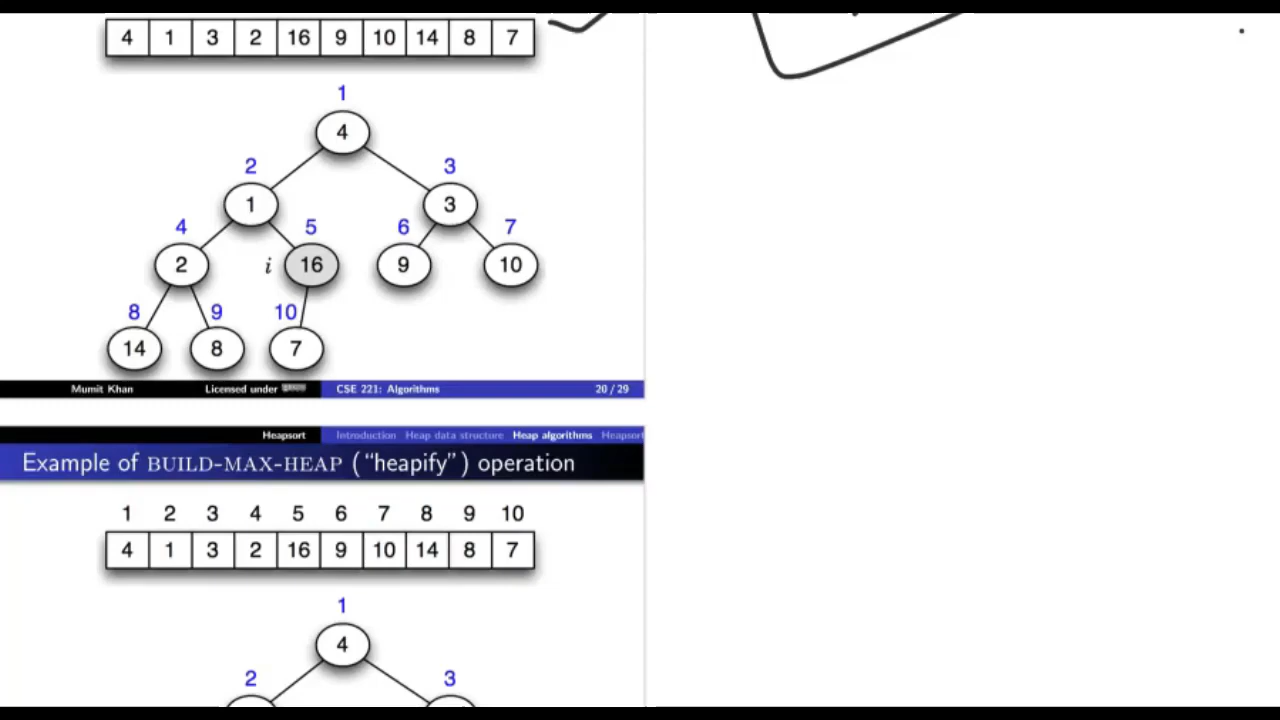 4 1 3 2 16 9 10 14 8 7
1
4
2 3
1 3
4 5 6 7
2 i 16 9 10
8 9 10
14 8 7
Mumit Khan Licensed under CSE 221: Algorithms 20 / 29
Heapsort Introduction Heap data structure Heap algorithms Heapsort
Example of BUILD-MAX-HEAP (“heapify”) operation
1 2 3 4 5 6 7 8 9 10
4 1 3 2 16 9 10 14 8 7
1
4
2 3